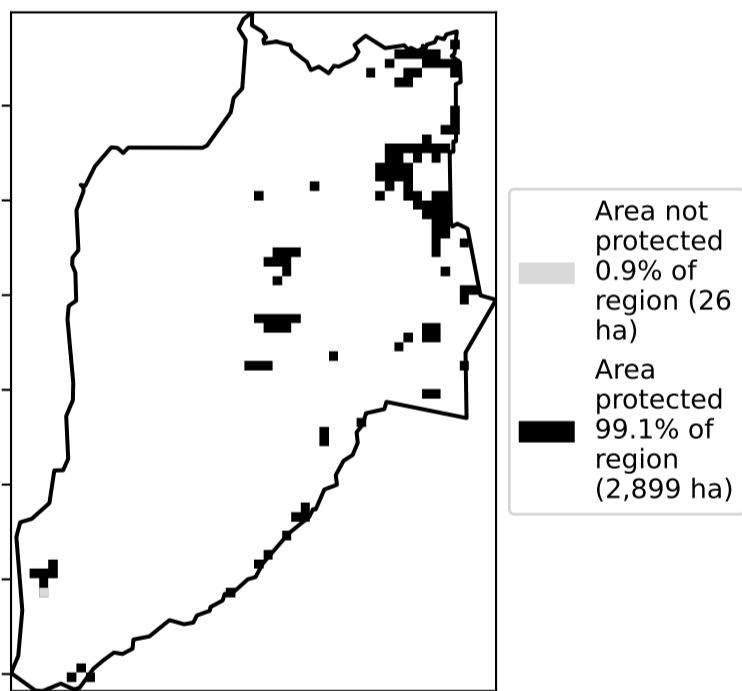 Area not
protected
0.9% of
region (26
ha)
Area
protected
99.1% of
region
(2,899 ha)